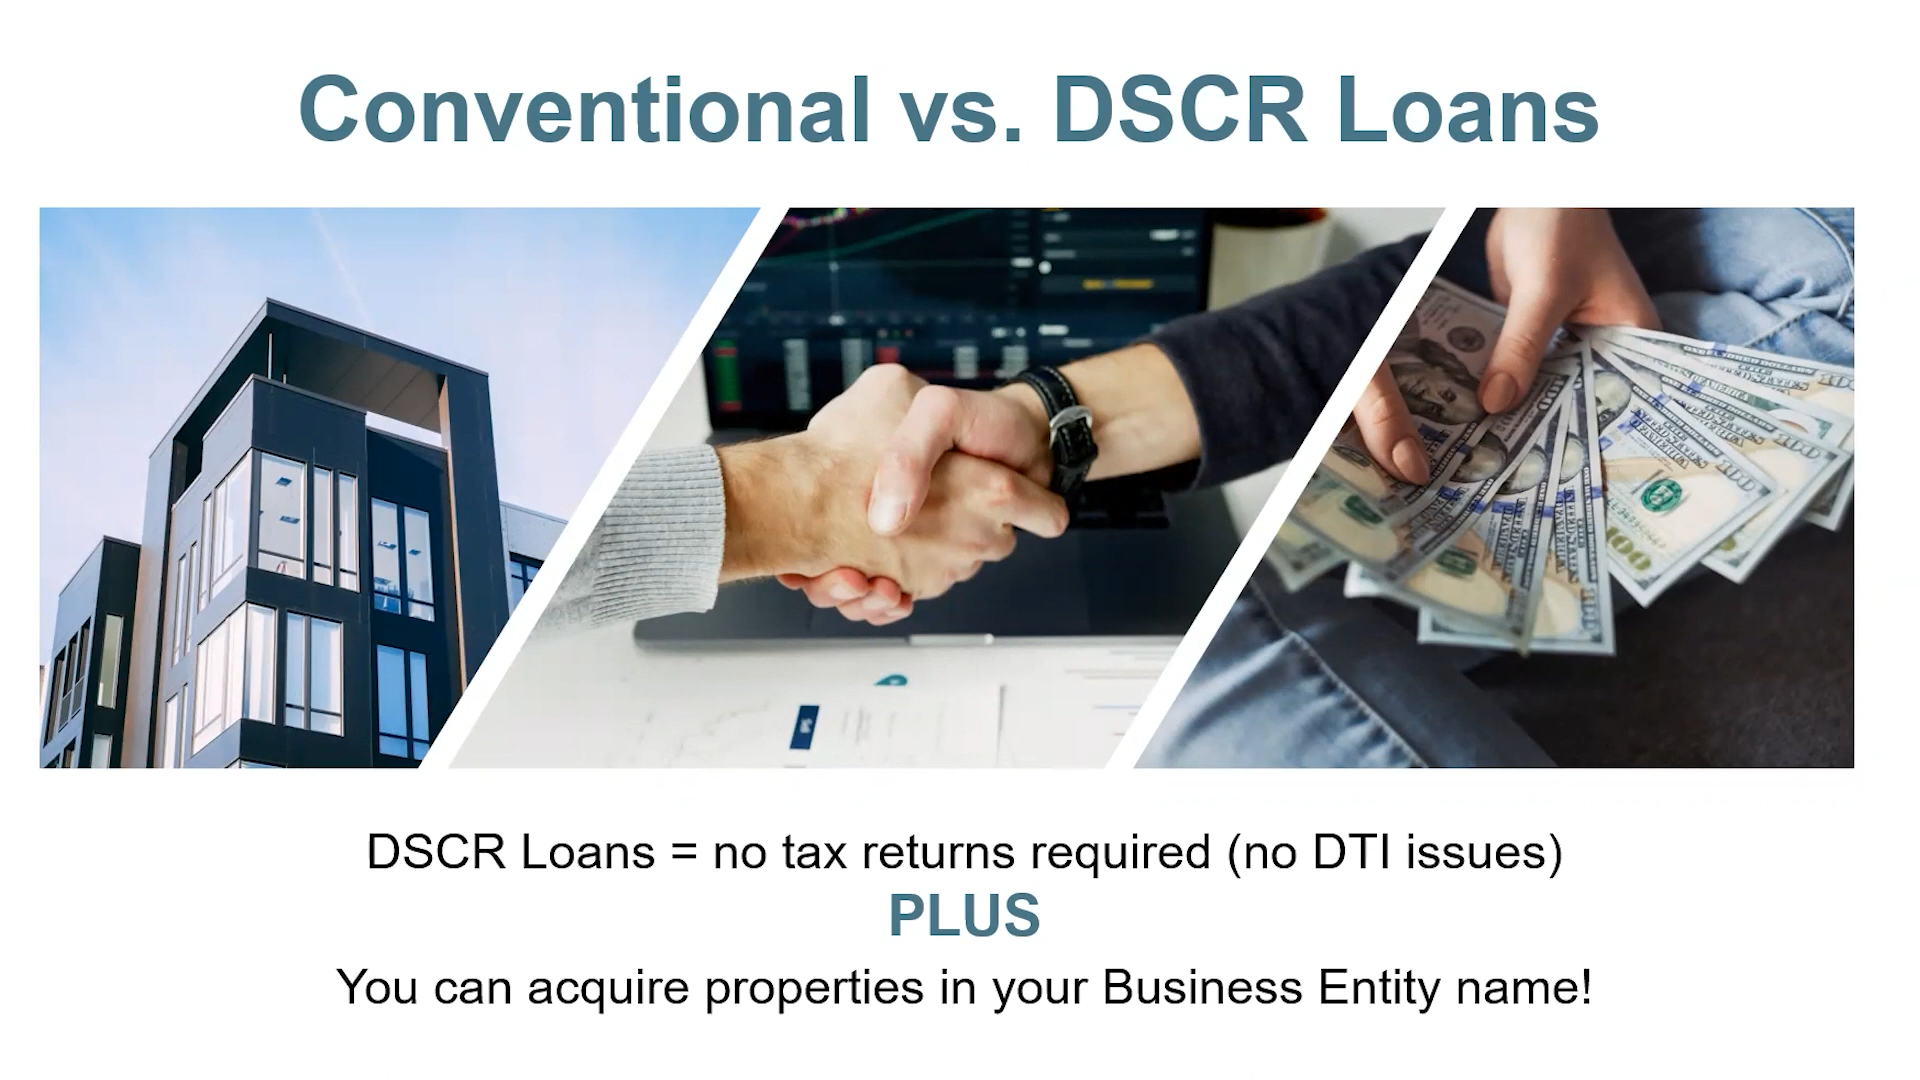 Conventional vs. DSCR Loans
DSCR Loans = no tax returns required (no DTI issues)
PLUS
You can acquire properties in your Business Entity name!